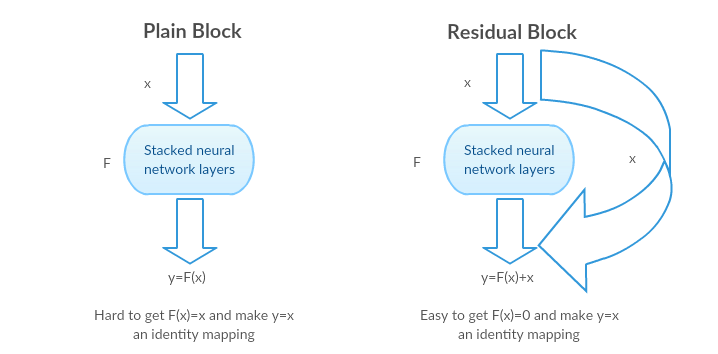 Plain Block
x
F
Stacked neural
network layers
y=F(x)
Hard to get F(x)=x and make y=x
an identity mapping
Residual Block
x
F
Stacked neural
network layers
x
y=F(x)+x
Easy to get F(x)=0 and make y=x
an identity mapping